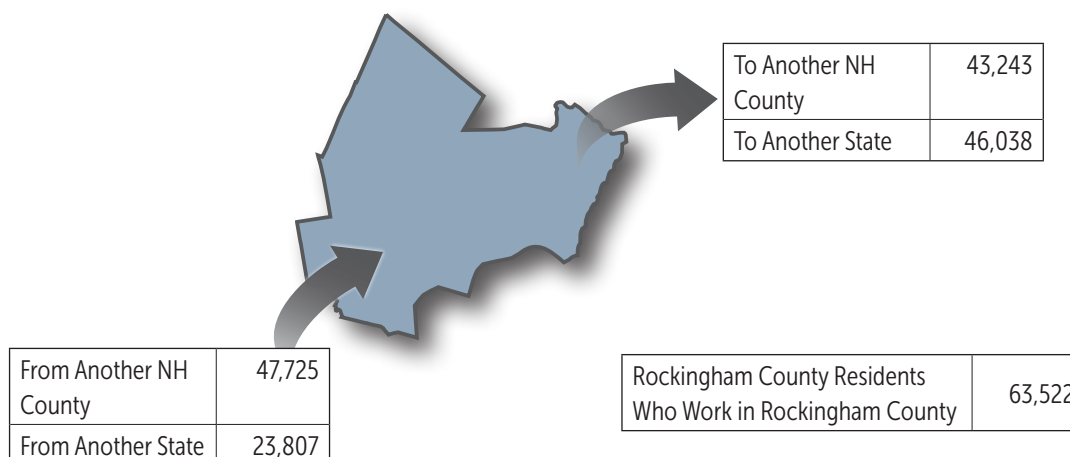 To Another NH County 43,243
To Another State 46,038
From Another NH County 47,725
From Another State 23,807
Rockingham County Residents
Who Work in Rockingham County 63,522